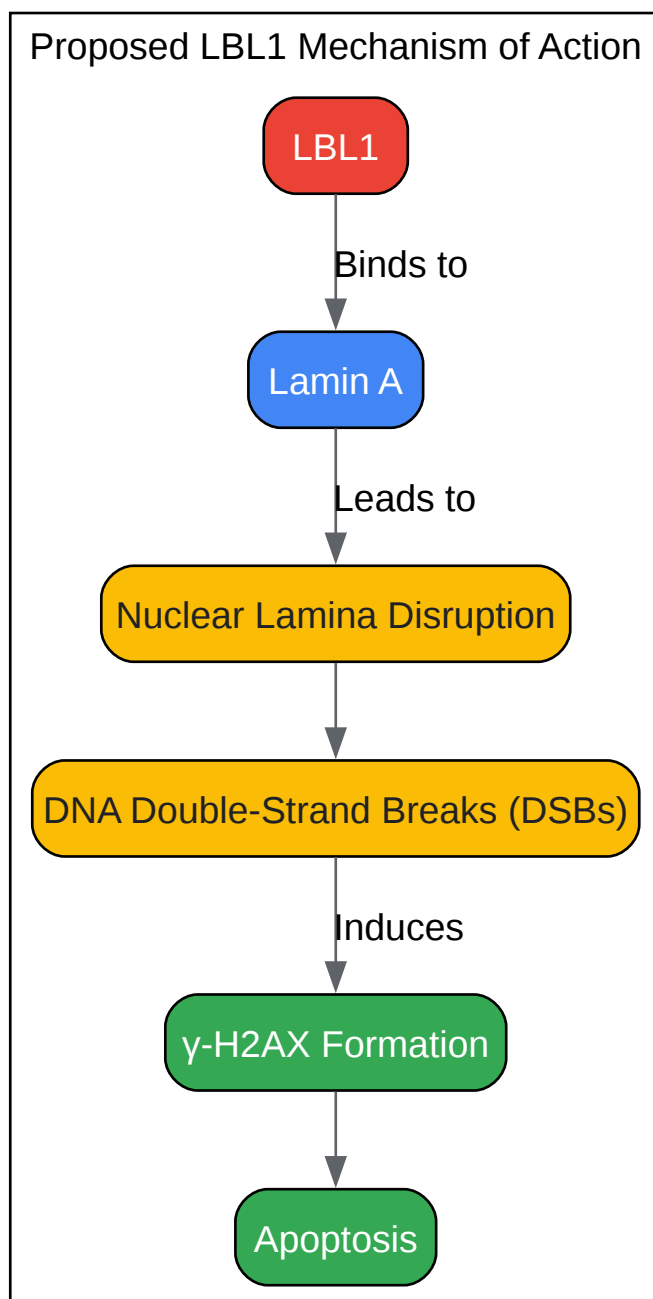 Proposed LBL1 Mechanism of Action
LBL1
Binds to
Lamin A
Leads to
Nuclear Lamina Disruption
DNA Double-Strand Breaks (DSBs)
Induces
γ-H2AX Formation
Apoptosis